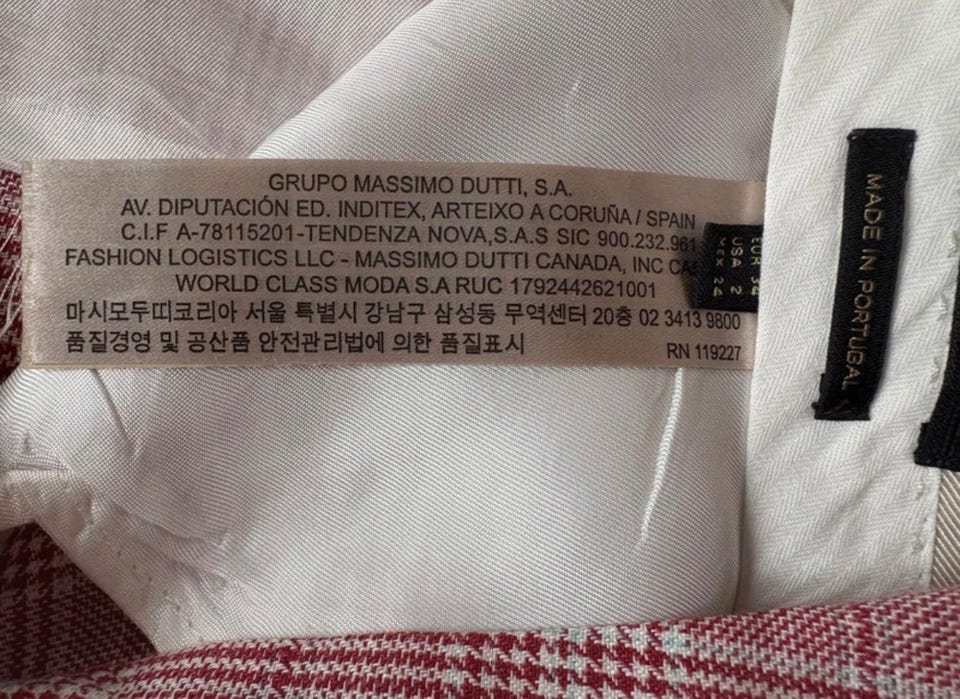 GRUPO MASSIMO DUTTI, S.A.
AV. DIPUTACIÓN ED. INDITEX, ARTEIXO A CORUÑA / SPAIN
C.I.F A-78115201-TENDENZA NOVA,S.A.S SIC 900.232.961
FASHION LOGISTICS LLC - MASSIMO DUTTI CANADA, INC
WORLD CLASS MODA S.A RUC 1792442621001
마시모두띠코리아 서울 특별시 강남구 삼성동 무역센터 20층 02 3413 9800
품질경영 및 공산품 안전관리법에 의한 품질표시
RN 119227
EUR 34
USA 2
MEX 24
MADE IN PORTUGAL